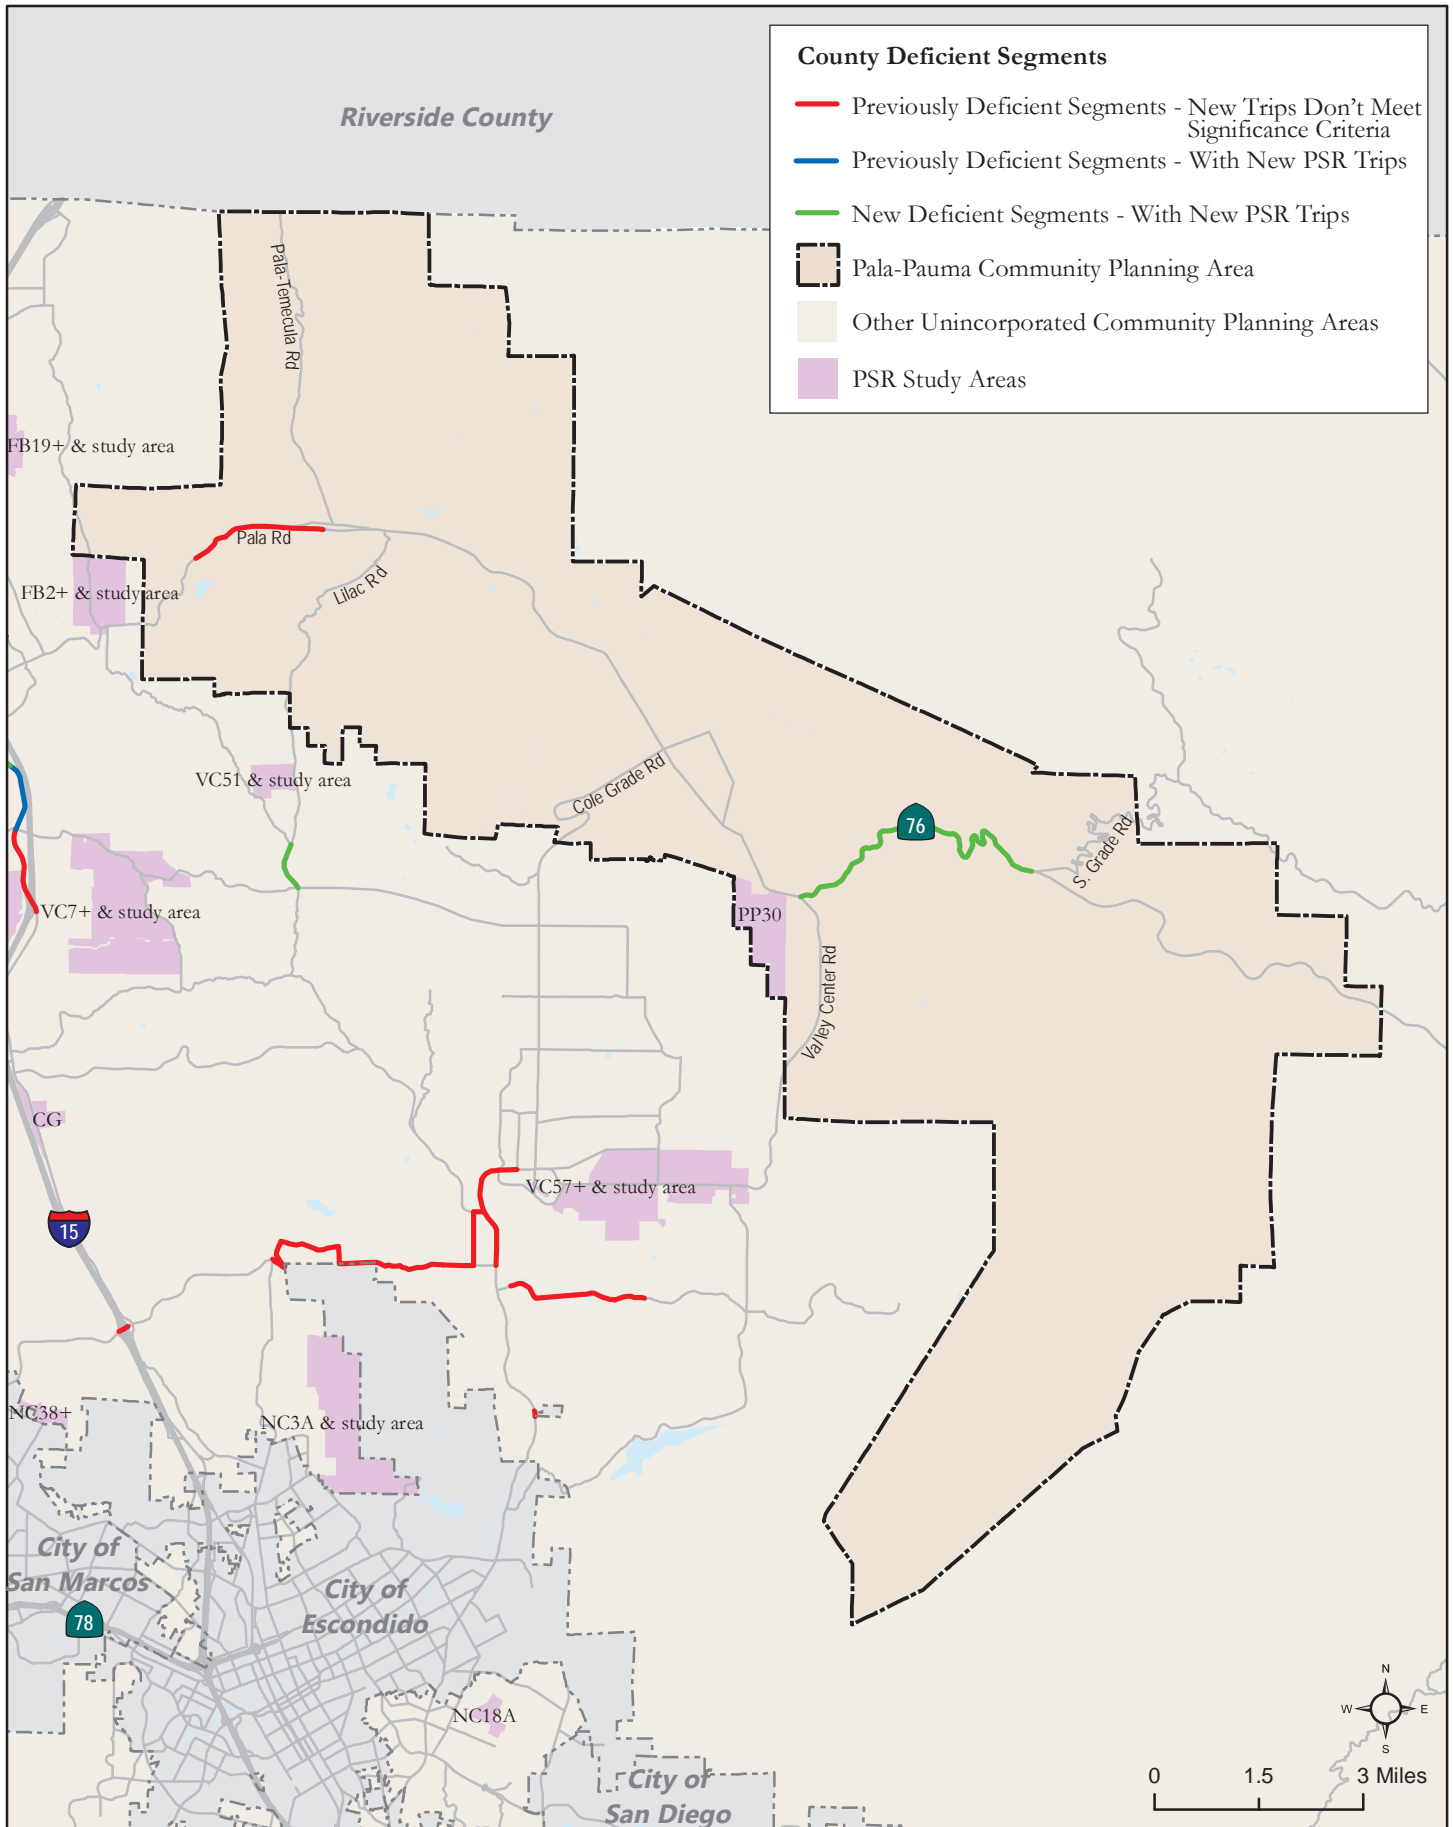 County Deficient Segments
Previously Deficient Segments - New Trips Don't Meet
Significance Criteria
Previously Deficient Segments - With New PSR Trips
New Deficient Segments - With New PSR Trips
Pala-Pauma Community Planning Area
Other Unincorporated Community Planning Areas
PSR Study Areas
Riverside County
Pala-Temecula Rd
FB19+ & study area
Pala Rd
Lilac Rd
FB2+ & study area
VC51 & study area
Cole Grade Rd
76
S. Grade Rd
VC7+ & study area
PP30
Valley Center Rd
CG
VC57+ & study area
15
NC38+
NC3A & study area
City of
San Marcos
78
City of
Escondido
NC18A
City of
San Diego
N
W
E
S
0 1.5 3 Miles